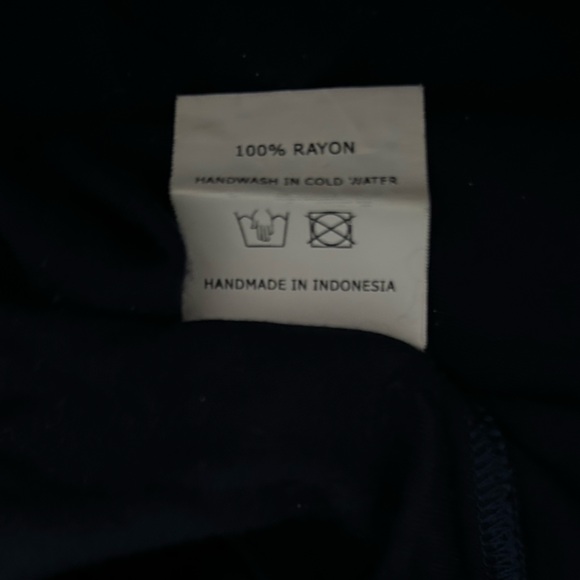 100% RAYON
HANDWASH IN COLD WATER
HANDMADE IN INDONESIA